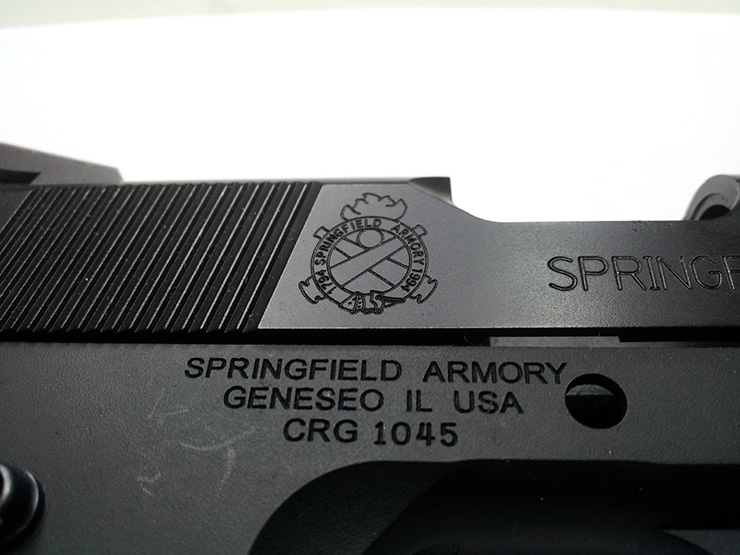 1794 SPRINGFIELD ARMORY 1994
SPRINGF
SPRINGFIELD ARMORY
GENESEO IL USA
CRG 1045